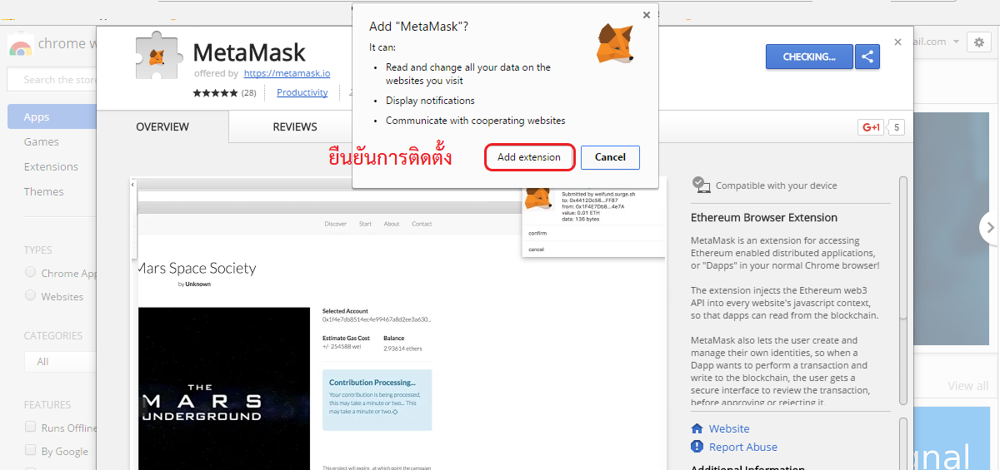 Add "MetaMask"?
It can:
• Read and change all your data on the
websites you visit
• Display notifications
• Communicate with cooperating websites
ยืนยันการติดตั้ง
Add extension
Cancel
chrome w
MetaMask
offered by https://metamask.io
(28)
Productivity
CHECKING...
ail.com
Search the store
OVERVIEW
REVIEWS
G+1
5
Apps
Games
Extensions
Themes
TYPES
Chrome App
Websites
CATEGORIES
All
FEATURES
Runs Offline
By Google
Discover
Start
About
Contact
Submitted by weifund.surge.sh
to: 0x44120c56...FF87
from: 0x1F4E7Db8...4e7A
value: 0.01 ETH
data: 136 bytes
confirm
cancel
Mars Space Society
by Unknown
THE
MARS
UNDERGROUND
Selected Account
0x1f4e7db8514ec4e99467a8d2ee3a630...
Estimate Gas Cost
+/- 254588 wei
Balance
2.93614 ethers
Contribution Processing...
Your contribution is being processed,
this may take a minute or two... This
may take a minute or two.
This project will expire , at which point the campaign
Compatible with your device
Ethereum Browser Extension
MetaMask is an extension for accessing
Ethereum enabled distributed applications,
or "Dapps" in your normal Chrome browser!
The extension injects the Ethereum web3
API into every website's javascript context,
so that dapps can read from the blockchain.
MetaMask also lets the user create and
manage their own identities, so when a
Dapp wants to perform a transaction and
write to the blockchain, the user gets a
secure interface to review the transaction,
before approving or rejecting it.
Website
Report Abuse
Additional Information
View all
gnal